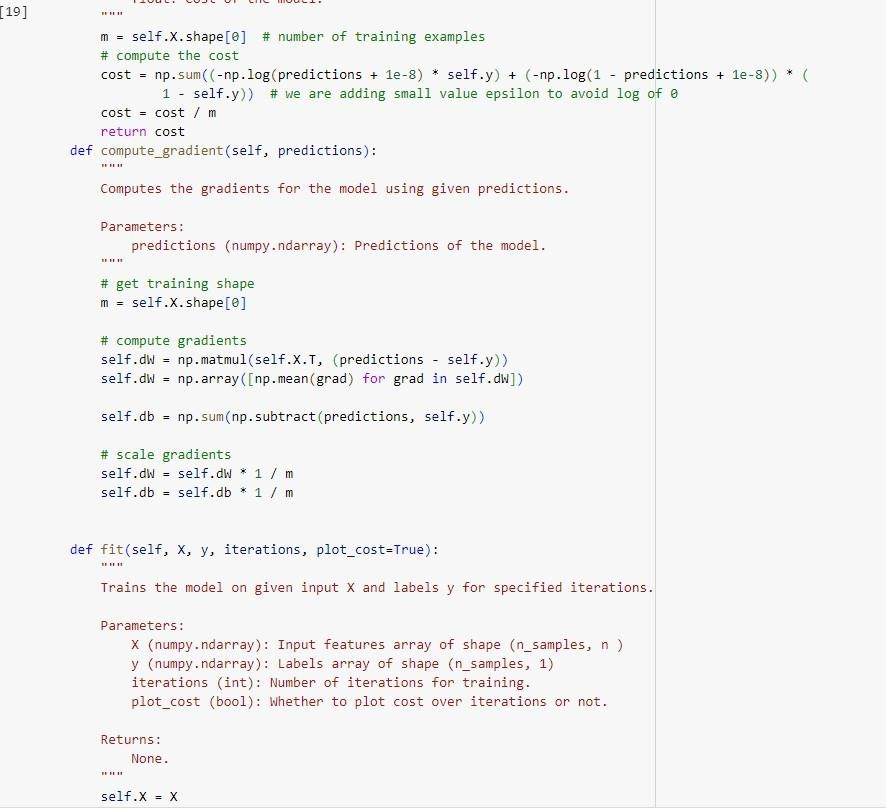 float: Cost of the model.
[19]
"""
m = self.X.shape[0]  # number of training examples
# compute the cost
cost = np.sum((-np.log(predictions + 1e-8) * self.y) + (-np.log(1 - predictions + 1e-8)) * (
1 - self.y))  # we are adding small value epsilon to avoid log of 0
cost = cost / m
return cost
def compute_gradient(self, predictions):
"""
Computes the gradients for the model using given predictions.
Parameters:
predictions (numpy.ndarray): Predictions of the model.
"""
# get training shape
m = self.X.shape[0]
# compute gradients
self.dW = np.matmul(self.X.T, (predictions - self.y))
self.dW = np.array([np.mean(grad) for grad in self.dW])
self.db = np.sum(np.subtract(predictions, self.y))
# scale gradients
self.dW = self.dW * 1 / m
self.db = self.db * 1 / m
def fit(self, X, y, iterations, plot_cost=True):
"""
Trains the model on given input X and labels y for specified iterations.
Parameters:
X (numpy.ndarray): Input features array of shape (n_samples, n )
y (numpy.ndarray): Labels array of shape (n_samples, 1)
iterations (int): Number of iterations for training.
plot_cost (bool): Whether to plot cost over iterations or not.
Returns:
None.
"""
self.X = X